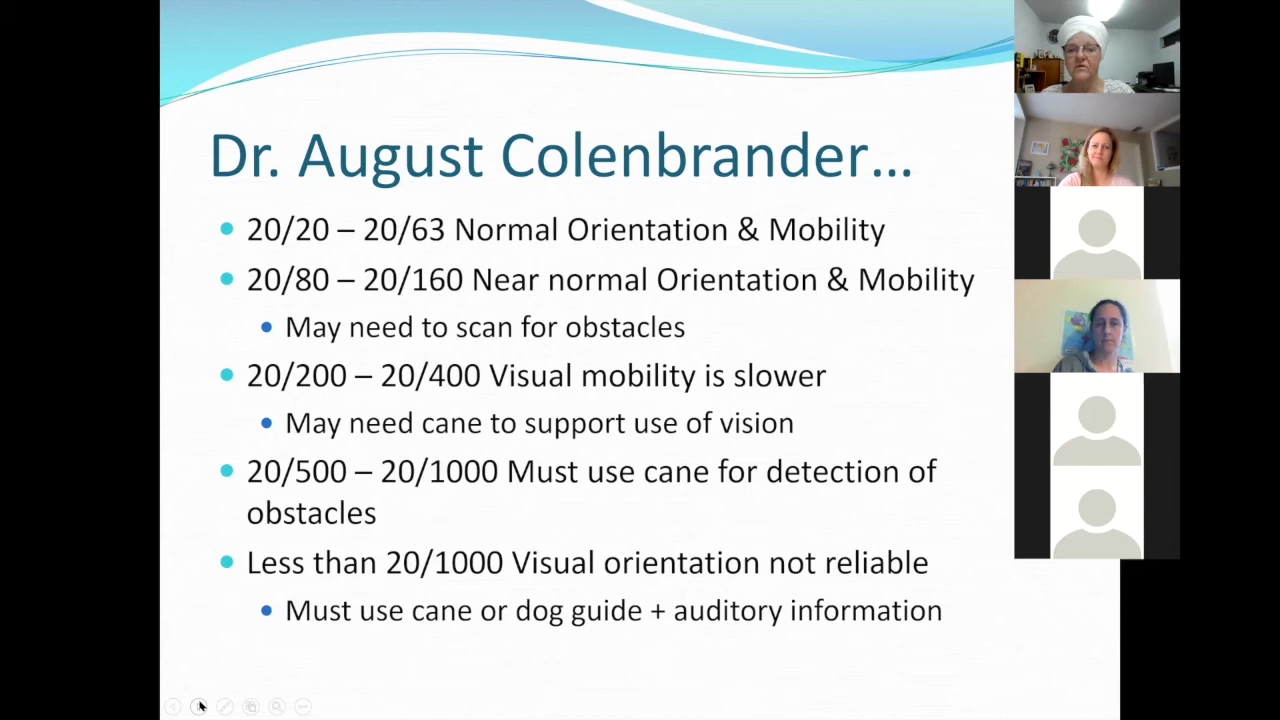 Dr. August Colenbrander...
20/20 – 20/63 Normal Orientation & Mobility
20/80 – 20/160 Near normal Orientation & Mobility
May need to scan for obstacles
20/200 – 20/400 Visual mobility is slower
May need cane to support use of vision
20/500 – 20/1000 Must use cane for detection of
obstacles
Less than 20/1000 Visual orientation not reliable
Must use cane or dog guide + auditory information